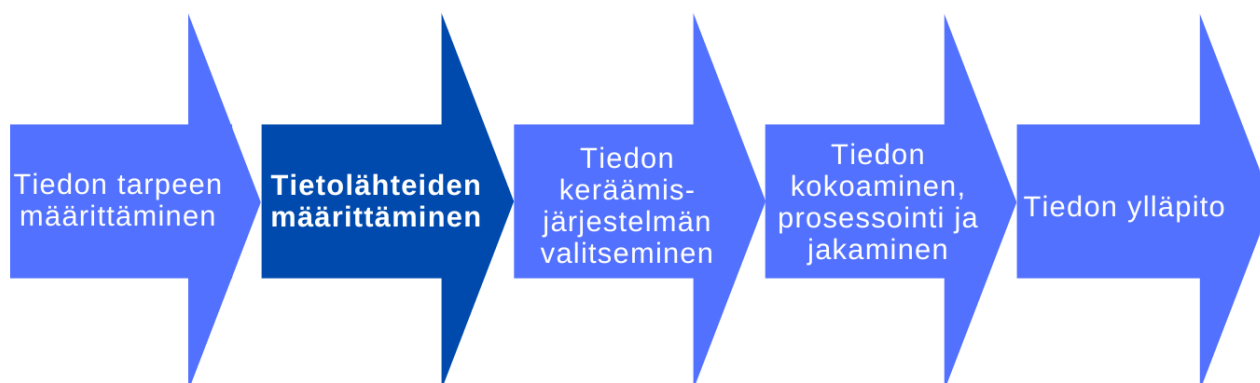 Tiedon tarpeen
määrittäminen
Tietolähteiden
määrittäminen
Tiedon
keräämis-
järjestelmän
valitseminen
Tiedon
kokoaminen,
prosessointi ja
jakaminen
Tiedon ylläpito